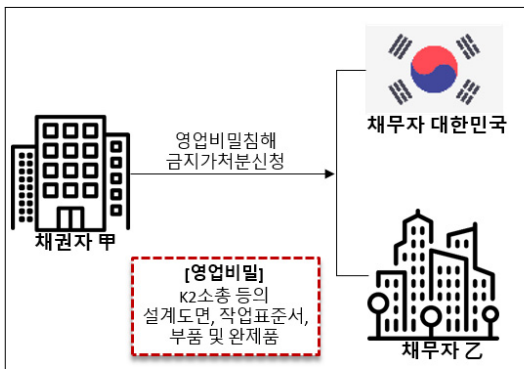 채무자 대한민국
영업비밀침해
금지가처분신청
채권자 甲
[영업비밀]
K2소총 등의
설계도면, 작업표준서,
부품 및 완제품
채무자 乙